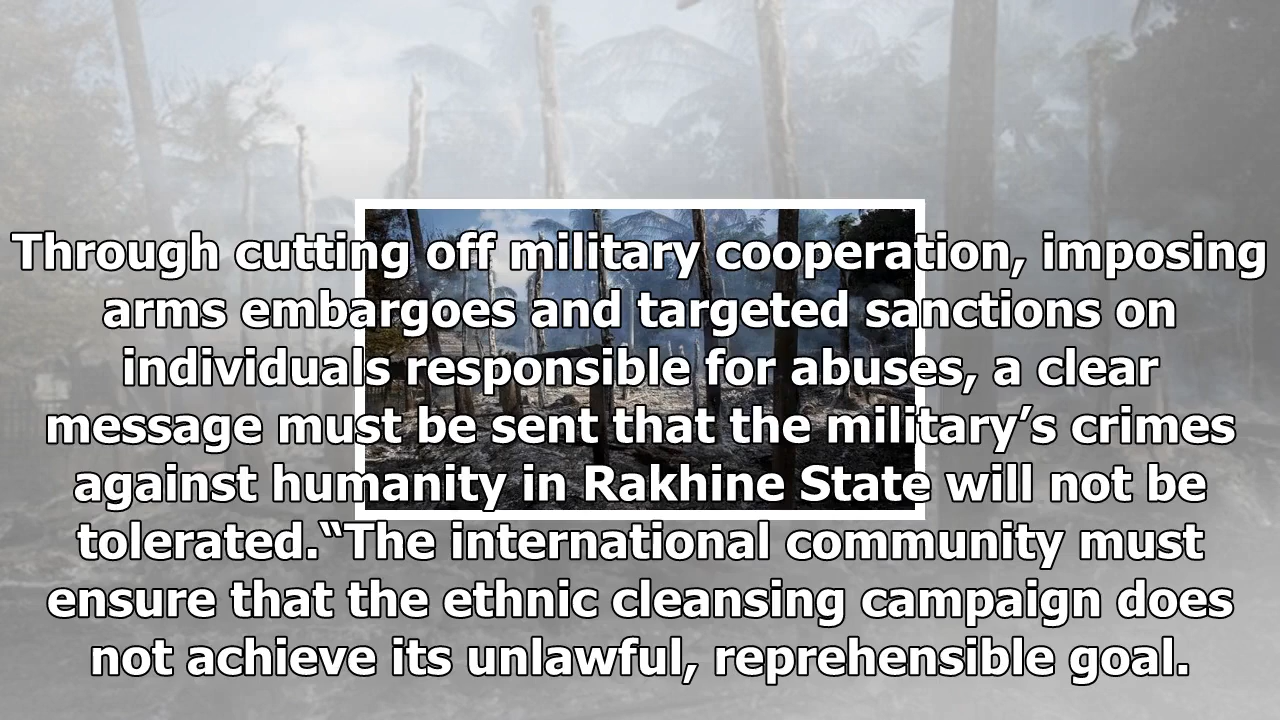 Through cutting off military cooperation, imposing
arms embargoes and targeted sanctions on
individuals responsible for abuses, a clear
message must be sent that the military’s crimes
against humanity in Rakhine State will not be
tolerated.“The international community must
ensure that the ethnic cleansing campaign does
not achieve its unlawful, reprehensible goal.